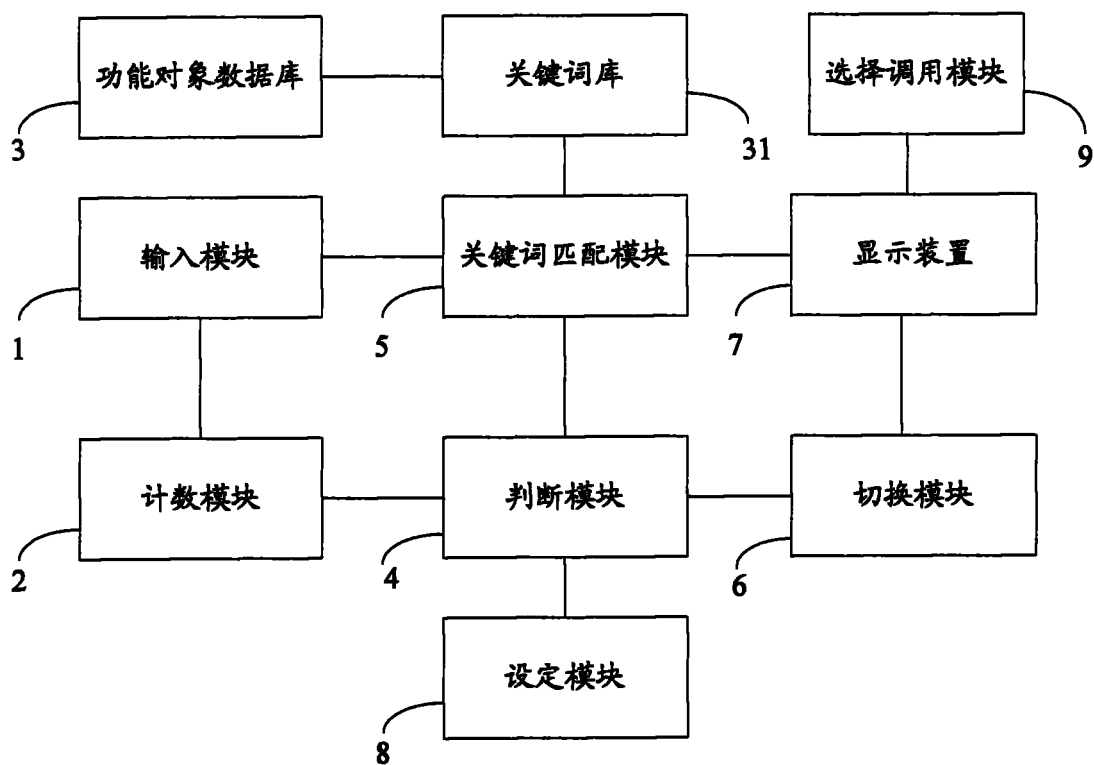 功能对象数据库
关键词库
选择调用模块
3
31
9
输入模块
关键词匹配模块
显示装置
1
5
7
计数模块
判断模块
切换模块
2
4
6
设定模块
8